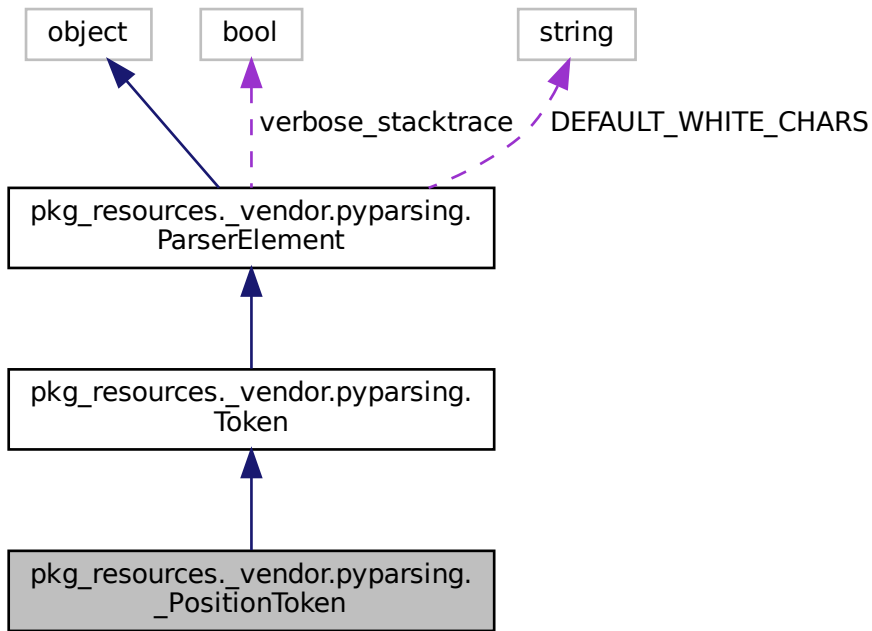 object
bool
string
verbose_stacktrace
DEFAULT_WHITE_CHARS
pkg_resources._vendor.pyparsing.
ParserElement
pkg_resources._vendor.pyparsing.
Token
pkg_resources._vendor.pyparsing.
_PositionToken